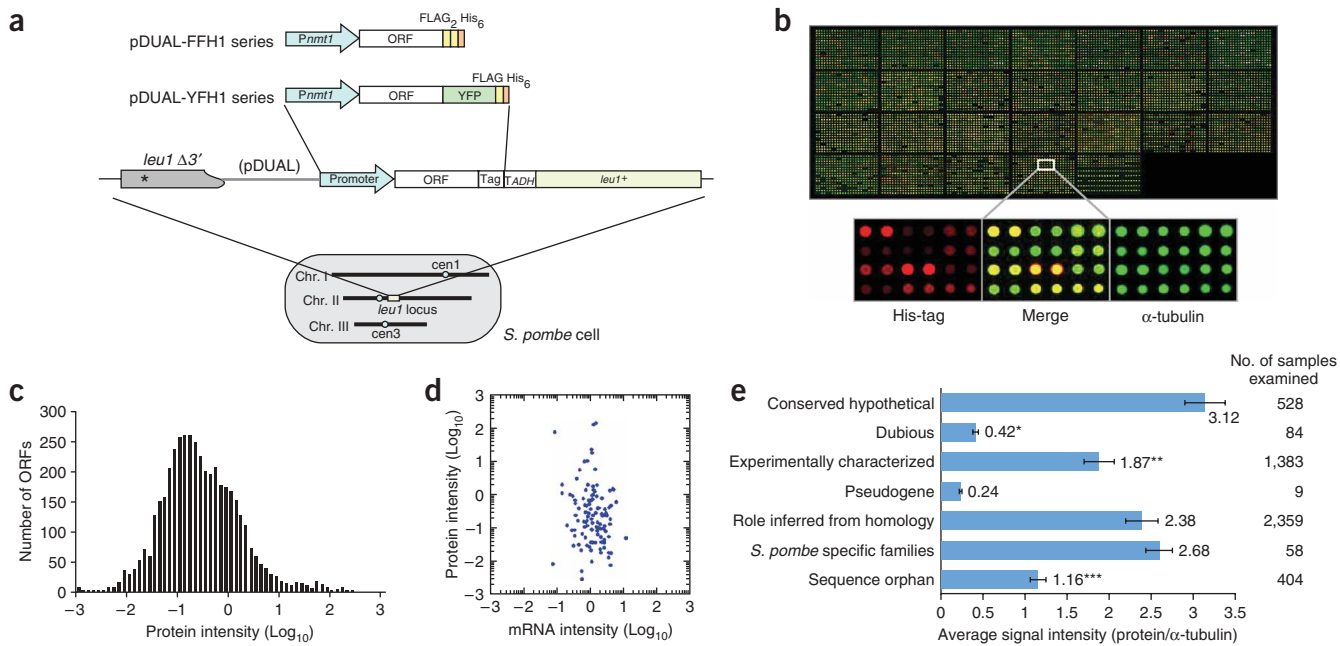 a
FLAG2 His6
pDUAL-FFH1 series
Pnmt1
ORF
FLAG His6
pDUAL-YFH1 series
Pnmt1
ORF
YFP
leu1 Δ3′
(pDUAL)
*
Promoter
ORF
Tag
TADH
leu1+
cen1
Chr. I
Chr. II
leu1 locus
Chr. III
cen3
S. pombe cell
b
His-tag
Merge
α-tubulin
c
300
250
200
150
100
50
0
Number of ORFs
−3
−2
−1
0
1
2
3
Protein intensity (Log10)
d
3
2
1
0
−1
−2
−3
Protein intensity (Log10)
−3
−2
−1
0
1
2
3
mRNA intensity (Log10)
e
No. of samples
examined
Conserved hypothetical
3.12
528
Dubious
0.42*
84
Experimentally characterized
1.87**
1,383
Pseudogene
0.24
9
Role inferred from homology
2.38
2,359
S. pombe specific families
2.68
58
Sequence orphan
1.16***
404
0
0.5
1
1.5
2
2.5
3
3.5
Average signal intensity (protein/α-tubulin)